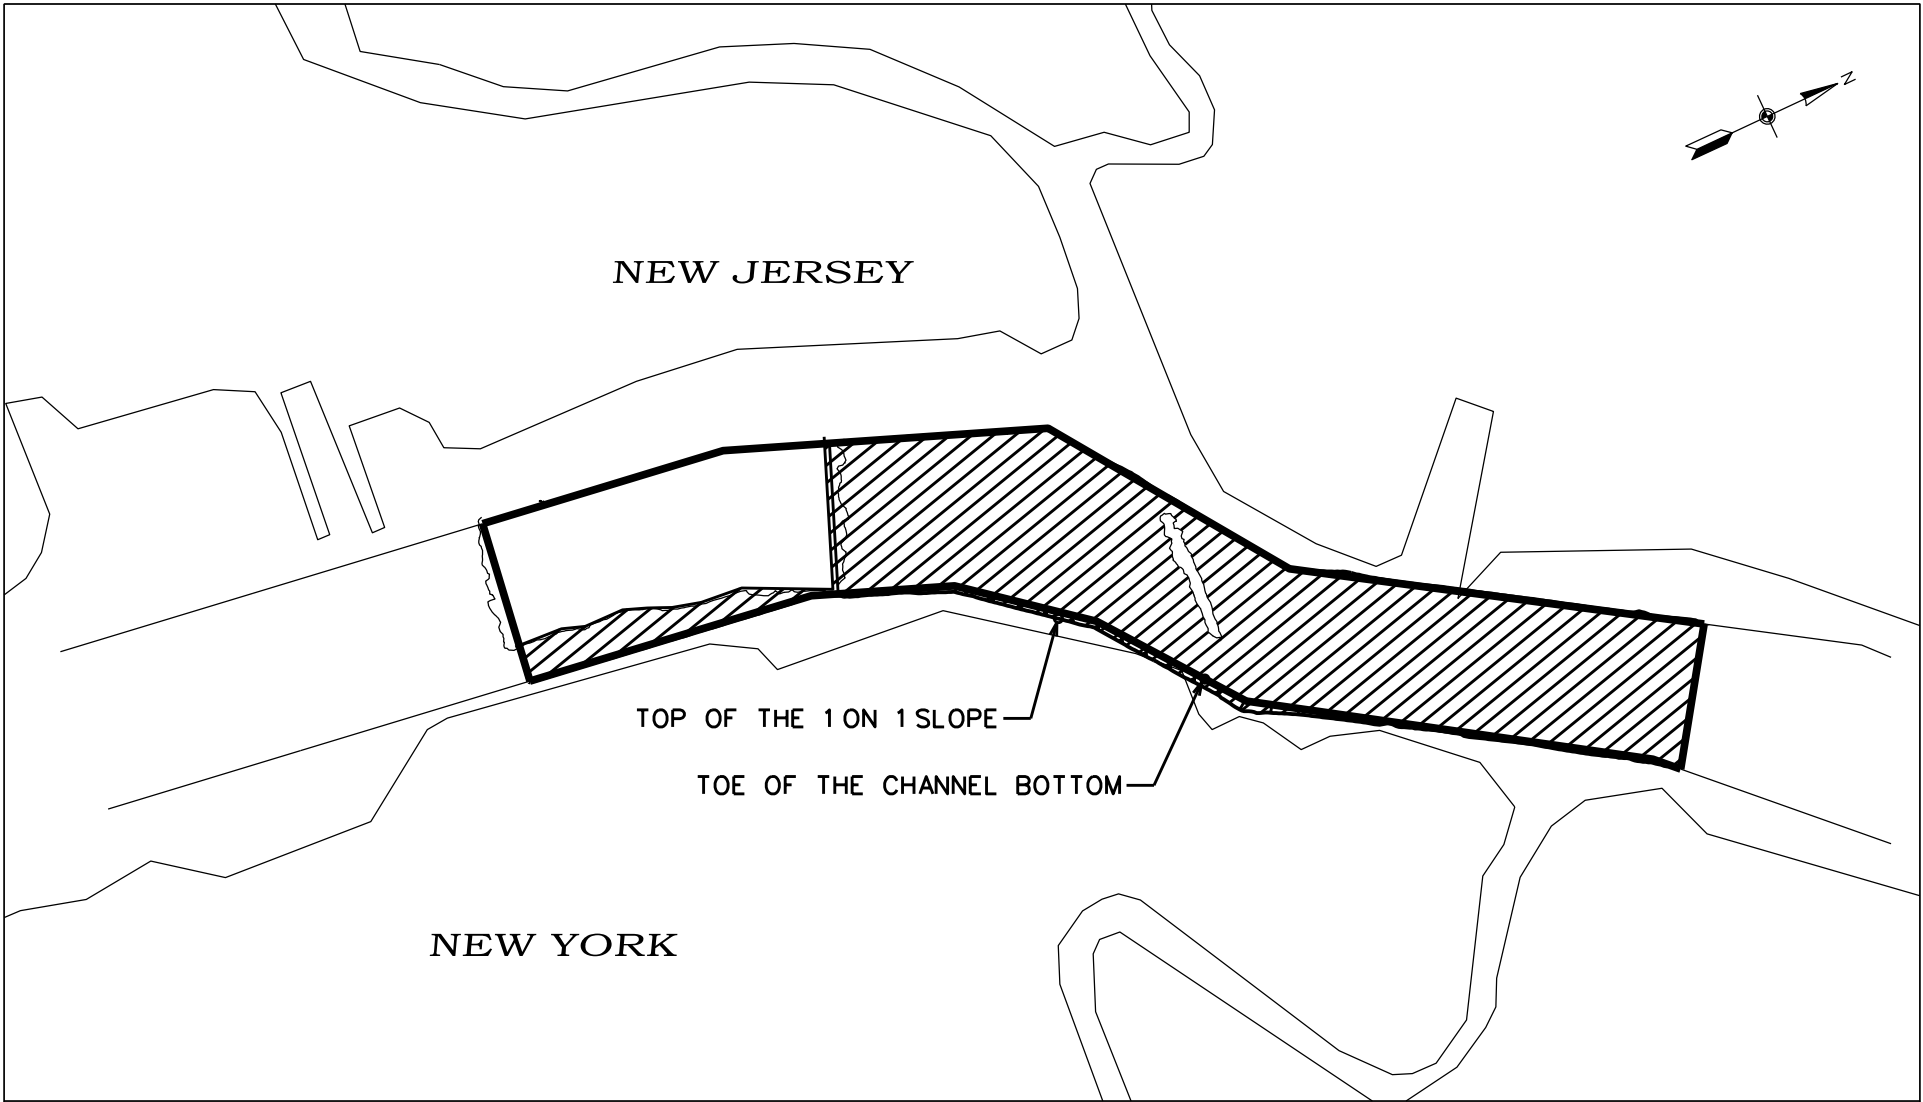 N
NEW JERSEY
TOP OF THE 1 ON 1 SLOPE
TOE OF THE CHANNEL BOTTOM
NEW YORK